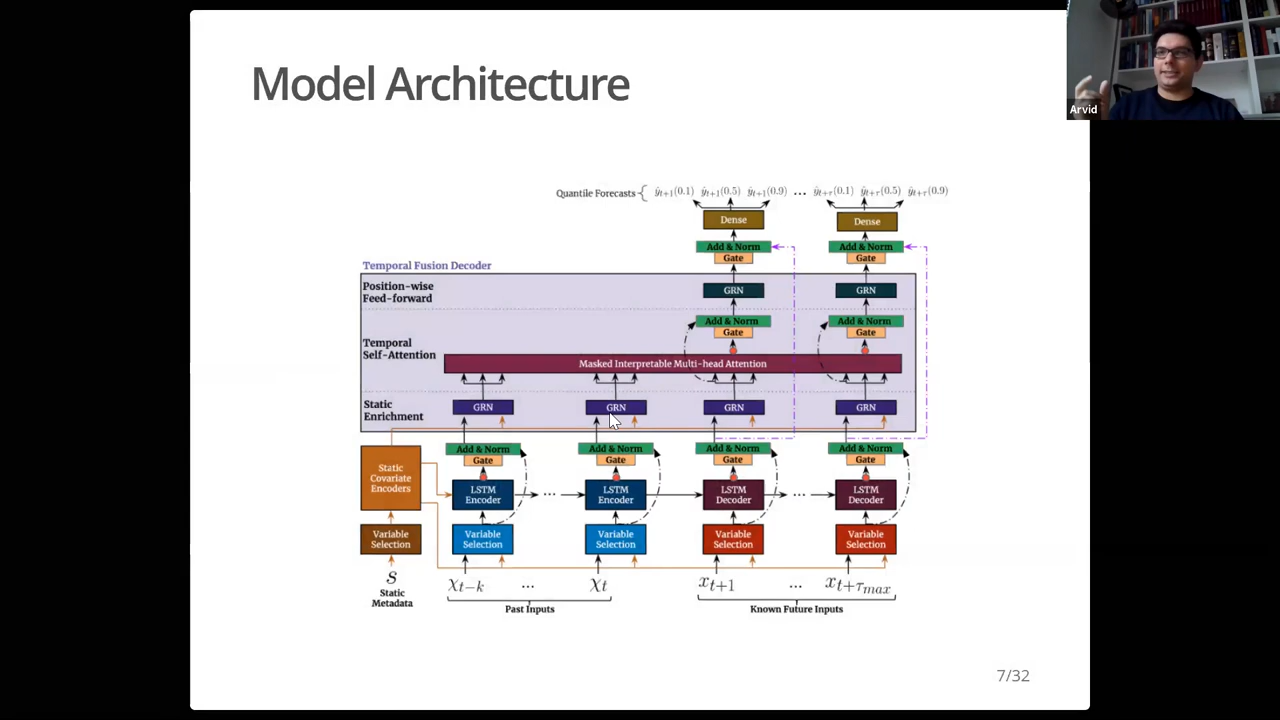 Model Architecture
Arvid
Quantile Forecasts { ŷt+1(0.1) ŷt+1(0.5) ŷt+1(0.9) ... ŷt+τ(0.1) ŷt+τ(0.5) ŷt+τ(0.9)
Dense Dense
Add & Norm Add & Norm
Gate Gate
Temporal Fusion Decoder
Position-wise
Feed-forward
GRN GRN
Add & Norm Add & Norm
Gate Gate
Temporal
Self-Attention
Masked Interpretable Multi-head Attention
Static
Enrichment
GRN GRN GRN GRN
Add & Norm Add & Norm Add & Norm Add & Norm
Gate Gate Gate Gate
Static
Covariate
Encoders
LSTM
Encoder
...
LSTM
Encoder
LSTM
Decoder
...
LSTM
Decoder
Variable
Selection
Variable
Selection
Variable
Selection
Variable
Selection
Variable
Selection
s
Static
Metadata
χt−k ... χt xt+1 ... xt+τmax
Past Inputs
Known Future Inputs
7/32